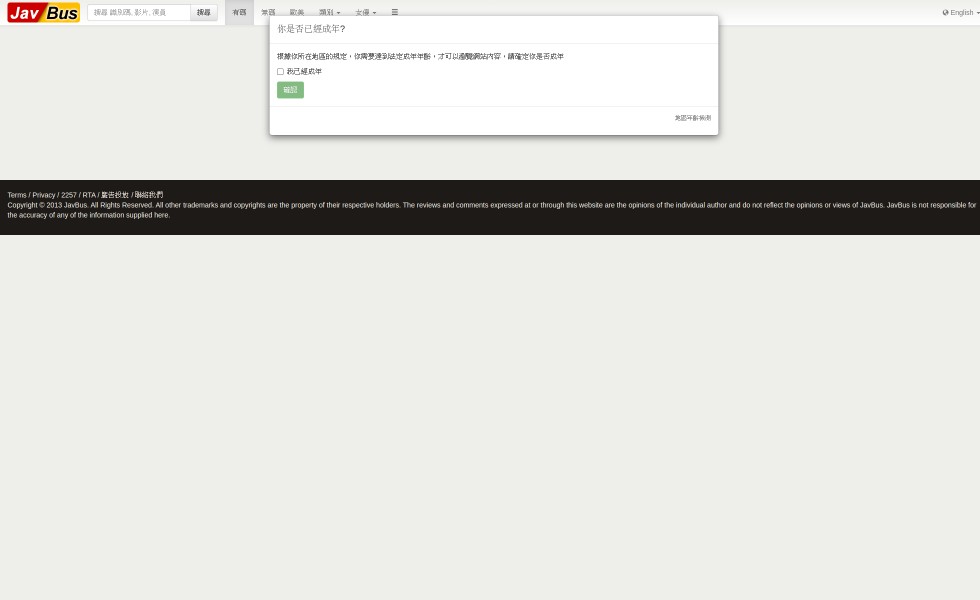 Jav Bus
搜尋 識別碼, 影片, 演員 搜尋 有碼 無碼 歐美 類別 女優 English
你是否已經成年?
根據你所在地區的規定，你需要達到法定成年年齡，才可以瀏覽網站內容，請確定你是否成年
我已經成年
確認
Terms / Privacy / 2257 / RTA / 廣告投放 / 聯絡我們
Copyright © 2013 JavBus. All Rights Reserved. All other trademarks and copyrights are the property of their respective holders. The reviews and comments expressed at or through this website are the opinions of the individual author and do not reflect the opinions or views of JavBus. JavBus is not responsible for
the accuracy of any of the information supplied here.